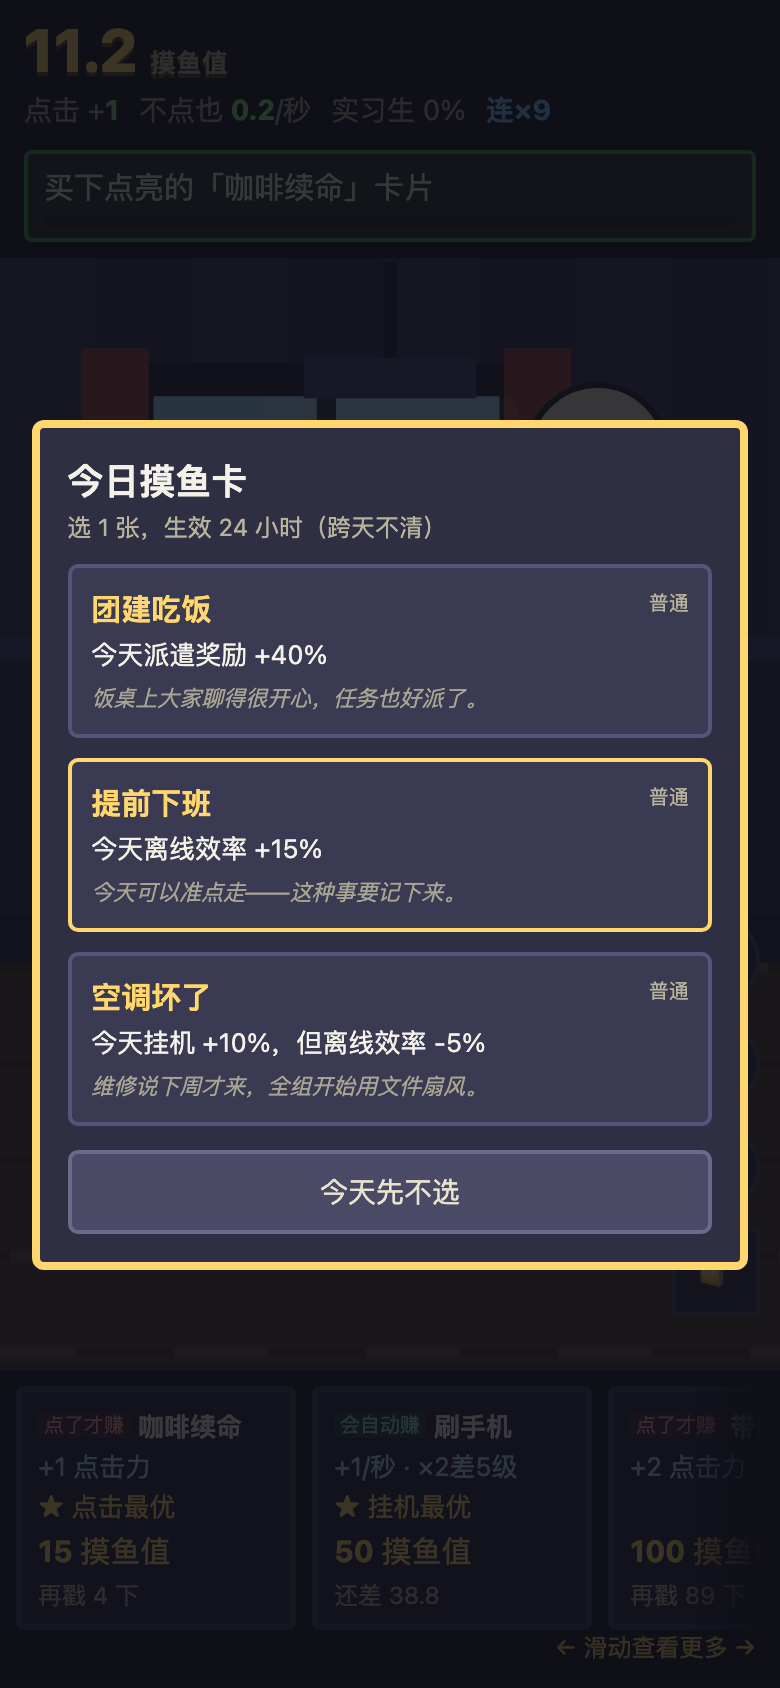 11.2 摸鱼值
点击 +1 不点也 0.2/秒 实习生 0% 连×9
买下点亮的「咖啡续命」卡片
今日摸鱼卡
选 1 张，生效 24 小时（跨天不清）
团建吃饭 普通
今天派遣奖励 +40%
饭桌上大家聊得很开心，任务也好派了。
提前下班 普通
今天离线效率 +15%
今天可以准点走——这种事要记下来。
空调坏了 普通
今天挂机 +10%，但离线效率 -5%
维修说下周才来，全组开始用文件扇风。
今天先不选
点了才赚 咖啡续命
+1 点击力
★ 点击最优
15 摸鱼值
再戳 4 下
会自动赚 刷手机
+1/秒 · ×2差5级
★ 挂机最优
50 摸鱼值
还差 38.8
点了才赚 带
+2 点击力
100 摸鱼
再戳 89 下
← 滑动查看更多 →